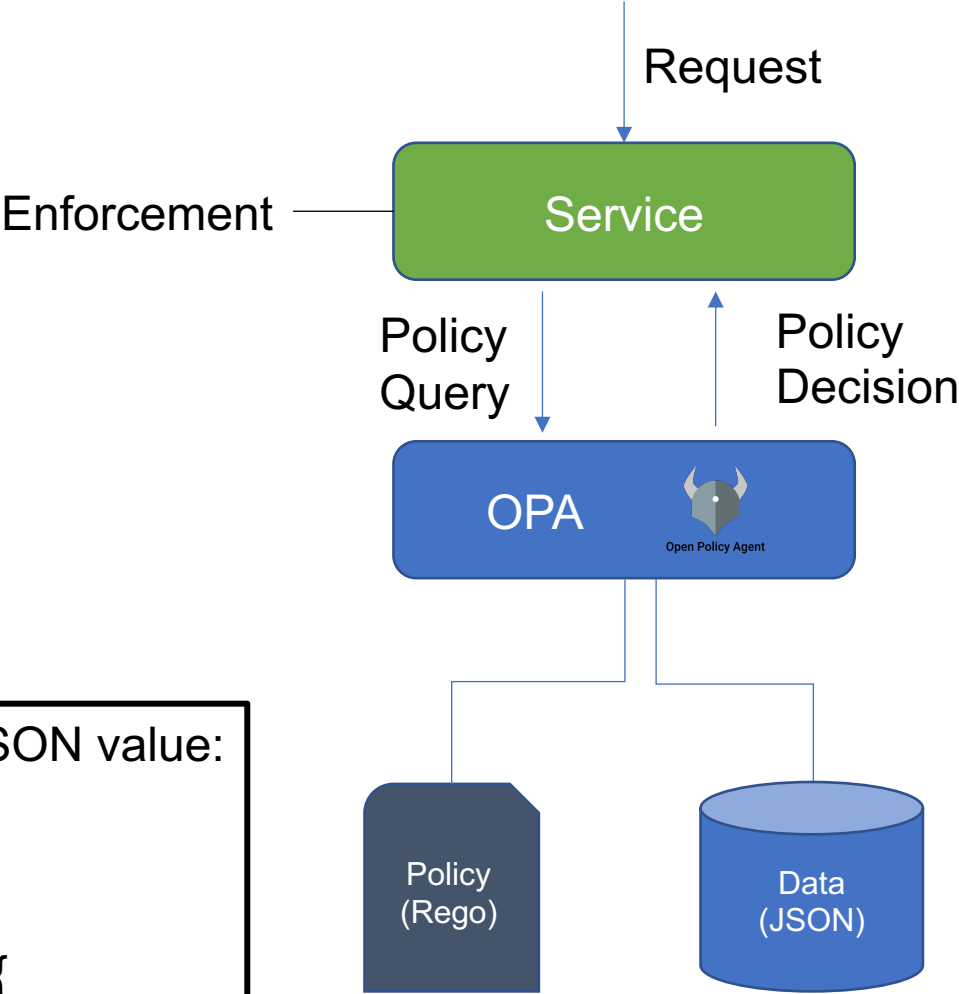 Request
Enforcement
Service
Policy
Query
Policy
Decision
OPA
Open Policy Agent
SON value:
Policy
(Rego)
Data
(JSON)
g